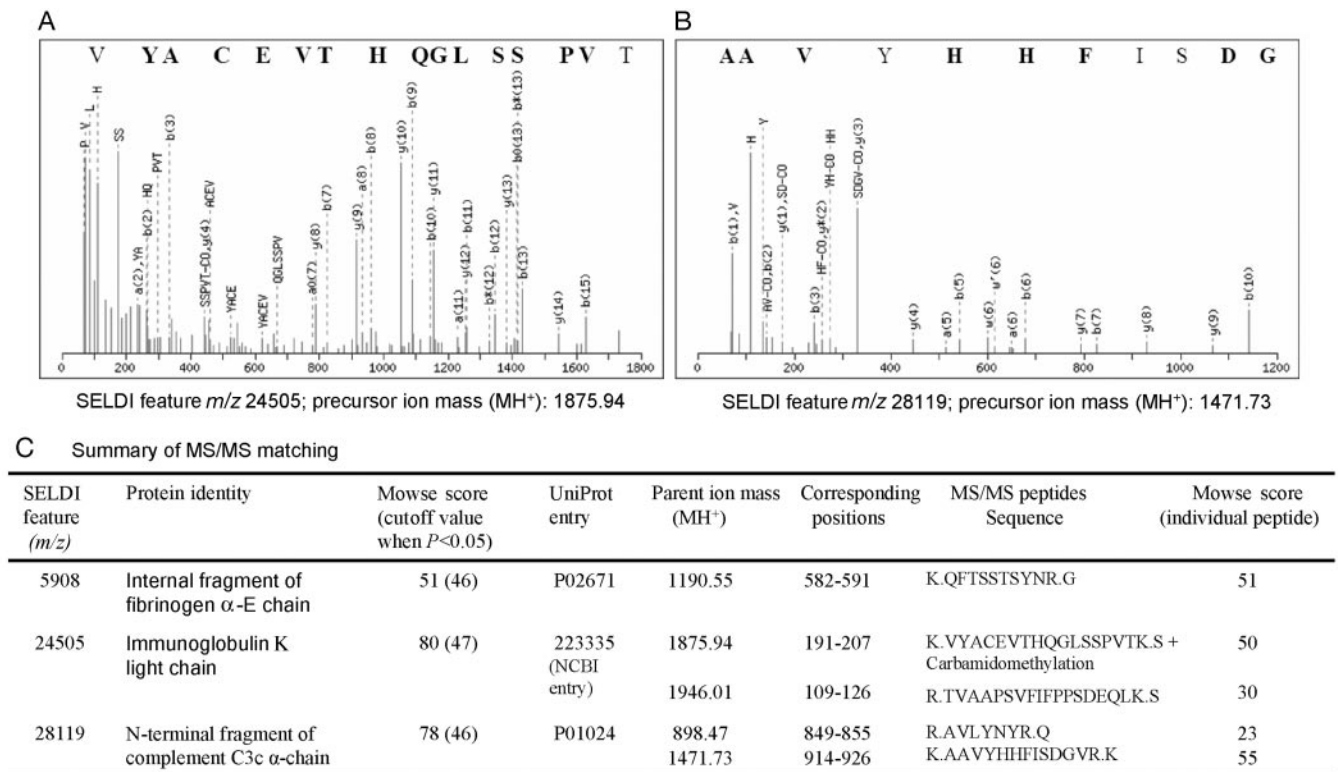 A
V Y A C E V T H Q G L S S P V T
P
V
L
H
SS
a(2),YA
b(2) HQ
PVT
b(3)
SSPVT-CO,y(4)
ACEV
YACE
YACEV
QGLSSPV
a0(7)
y(8)
b(7)
y(9)
a(8)
b(8)
y(10)
b(9)
b(10)
y(11)
a(11)
y(12)
b(11)
b*(12)
b(12)
y(13)
b0(13)
b*(13)
b(13)
y(14)
b(15)
0 200 400 600 800 1000 1200 1400 1600 1800
SELDI feature m/z 24505; precursor ion mass (MH+): 1875.94
B
A A V Y H H F I S D G
b(1),V
H
Y
AV-CO,b(2)
y(1),SD-CO
b(3)
HF-CO,y*(2)
YH-CO HH
SDGV-CO,y(3)
y(4)
a(5)
b(5)
y(6)
a(6)
b(6)
y(7)
b(7)
y(8)
y(9)
b(10)
0 200 400 600 800 1000 1200
SELDI feature m/z 28119; precursor ion mass (MH+): 1471.73
C Summary of MS/MS matching
SELDI feature (m/z)
Protein identity
Mowse score (cutoff value when P<0.05)
UniProt entry
Parent ion mass (MH+)
Corresponding positions
MS/MS peptides Sequence
Mowse score (individual peptide)
5908 Internal fragment of fibrinogen α-E chain 51 (46) P02671 1190.55 582-591 K.QFTSSTSYNR.G 51
24505 Immunoglobulin K light chain 80 (47) 223335 (NCBI entry) 1875.94 191-207 K.VYACEVTHQGLSSPVTK.S + Carbamidomethylation 50
1946.01 109-126 R.TVAAPSVFIFPPSDEQLK.S 30
28119 N-terminal fragment of complement C3c α-chain 78 (46) P01024 898.47 849-855 R.AVLYNYR.Q 23
1471.73 914-926 K.AAVYHHFISDGVR.K 55